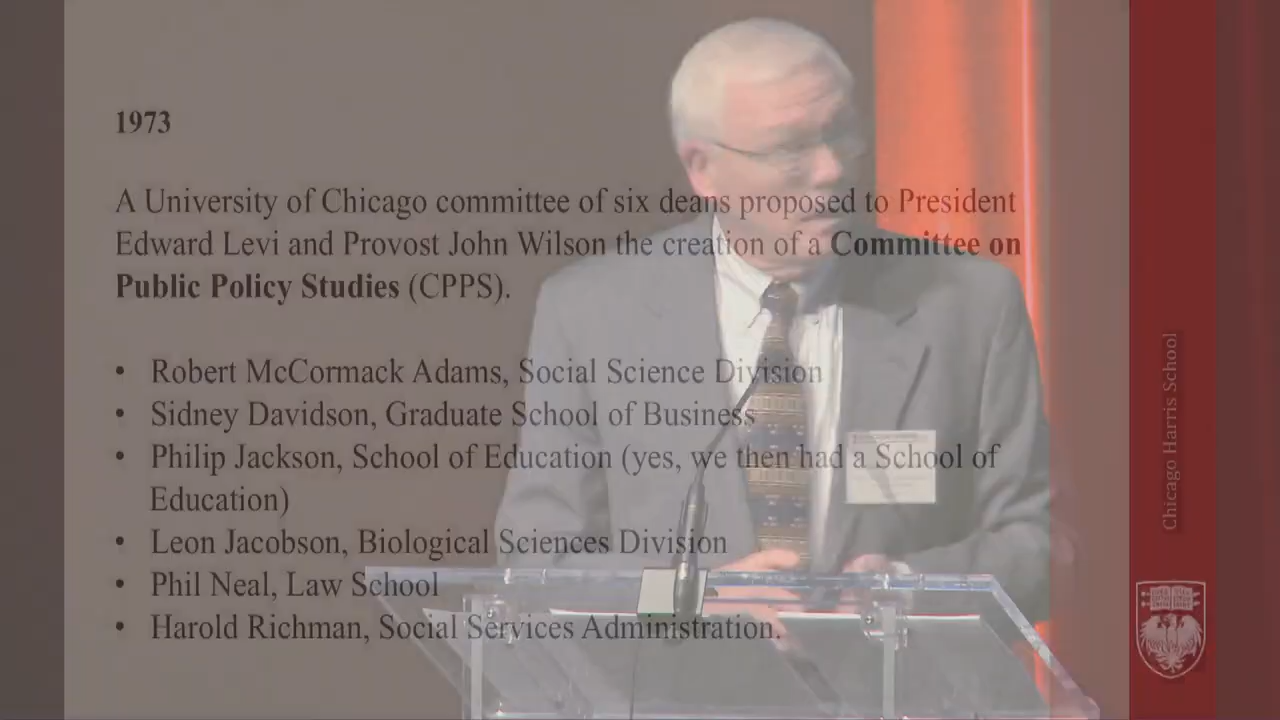 1973
A University of Chicago committee of six deans proposed to President
Edward Levi and Provost John Wilson the creation of a Committee on
Public Policy Studies (CPPS).
• Robert McCormack Adams, Social Science Division
• Sidney Davidson, Graduate School of Business
• Philip Jackson, School of Education (yes, we then had a School of
Education)
• Leon Jacobson, Biological Sciences Division
• Phil Neal, Law School
• Harold Richman, Social Services Administration.
Chicago Harris School